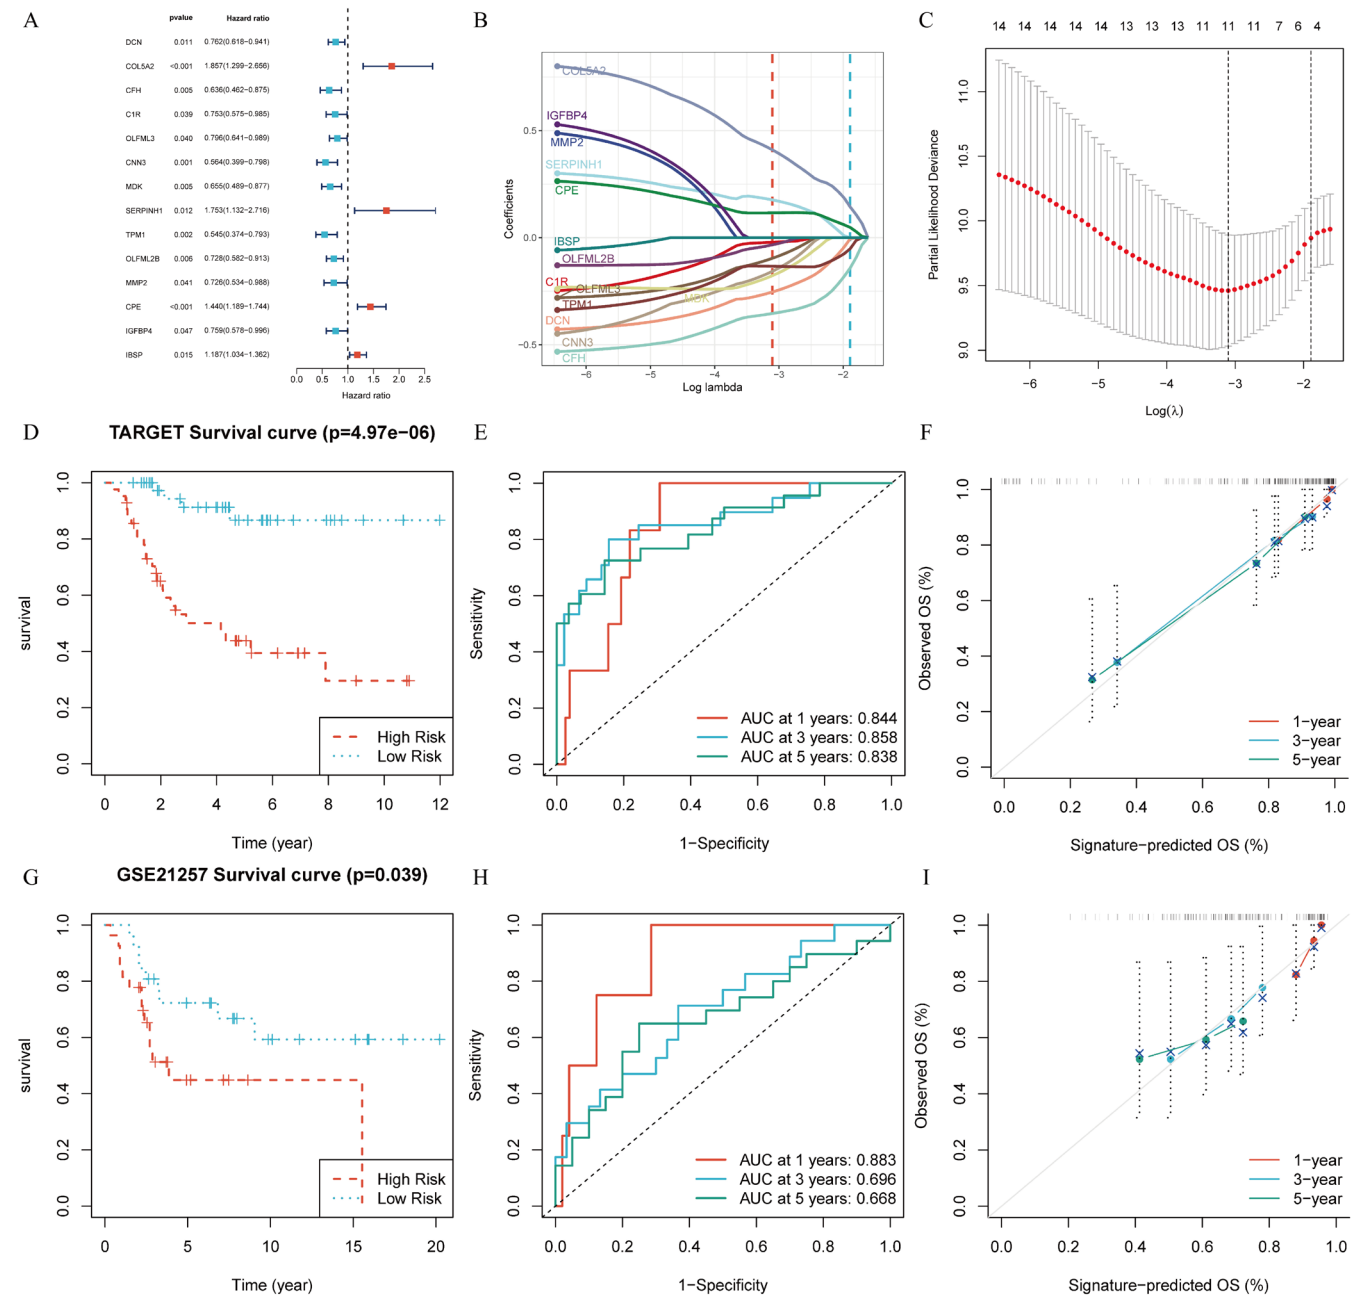 A
pvalue Hazard ratio
DCN 0.011 0.762(0.618−0.941)
COL5A2 <0.001 1.857(1.299−2.656)
CFH 0.005 0.636(0.462−0.875)
C1R 0.039 0.753(0.575−0.985)
OLFML3 0.040 0.796(0.641−0.989)
CNN3 0.001 0.564(0.399−0.798)
MDK 0.005 0.655(0.489−0.877)
SERPINH1 0.012 1.753(1.132−2.716)
TPM1 0.002 0.545(0.374−0.793)
OLFML2B 0.006 0.728(0.582−0.913)
MMP2 0.041 0.726(0.534−0.988)
CPE <0.001 1.440(1.189−1.744)
IGFBP4 0.047 0.759(0.578−0.996)
IBSP 0.015 1.187(1.034−1.362)
0.0 0.5 1.0 1.5 2.0 2.5
Hazard ratio
B
Coefficients
0.5
0.0
−0.5
COL5A2
IGFBP4
MMP2
SERPINH1
CPE
IBSP
OLFML2B
C1R
OLFML3
MDK
TPM1
DCN
CNN3
CFH
−6 −5 −4 −3 −2
Log lambda
C
14 14 14 14 14 13 13 13 11 11 11 7 6 4
Partial Likelihood Deviance
11.0
10.5
10.0
9.5
9.0
−6 −5 −4 −3 −2
Log(λ)
D
TARGET Survival curve (p=4.97e−06)
survival
1.0
0.8
0.6
0.4
0.2
0.0
High Risk
Low Risk
0 2 4 6 8 10 12
Time (year)
E
Sensitivity
1.0
0.8
0.6
0.4
0.2
0.0
AUC at 1 years: 0.844
AUC at 3 years: 0.858
AUC at 5 years: 0.838
0.0 0.2 0.4 0.6 0.8 1.0
1−Specificity
F
Observed OS (%)
1.0
0.8
0.6
0.4
0.2
0.0
1−year
3−year
5−year
0.0 0.2 0.4 0.6 0.8 1.0
Signature−predicted OS (%)
G
GSE21257 Survival curve (p=0.039)
survival
1.0
0.8
0.6
0.4
0.2
0.0
High Risk
Low Risk
0 5 10 15 20
Time (year)
H
Sensitivity
1.0
0.8
0.6
0.4
0.2
0.0
AUC at 1 years: 0.883
AUC at 3 years: 0.696
AUC at 5 years: 0.668
0.0 0.2 0.4 0.6 0.8 1.0
1−Specificity
I
Observed OS (%)
1.0
0.8
0.6
0.4
0.2
0.0
1−year
3−year
5−year
0.0 0.2 0.4 0.6 0.8 1.0
Signature−predicted OS (%)